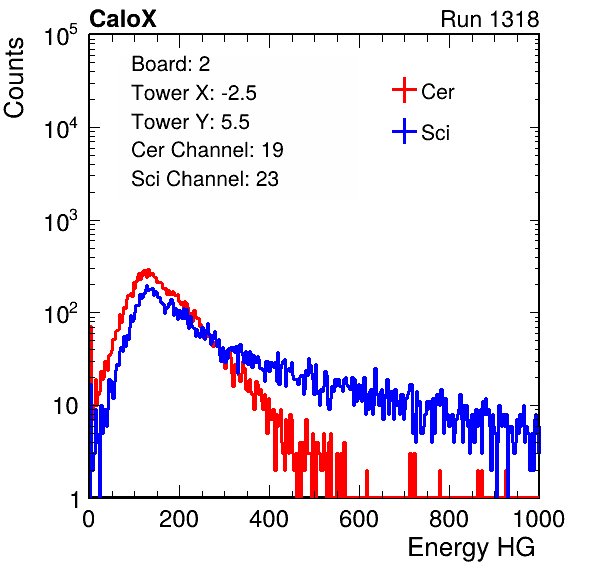 CaloX Run 1318
Counts
10^5
10^4
10^3
10^2
10
1
Board: 2
Tower X: -2.5
Tower Y: 5.5
Cer Channel: 19
Sci Channel: 23
Cer
Sci
0 200 400 600 800 1000
Energy HG